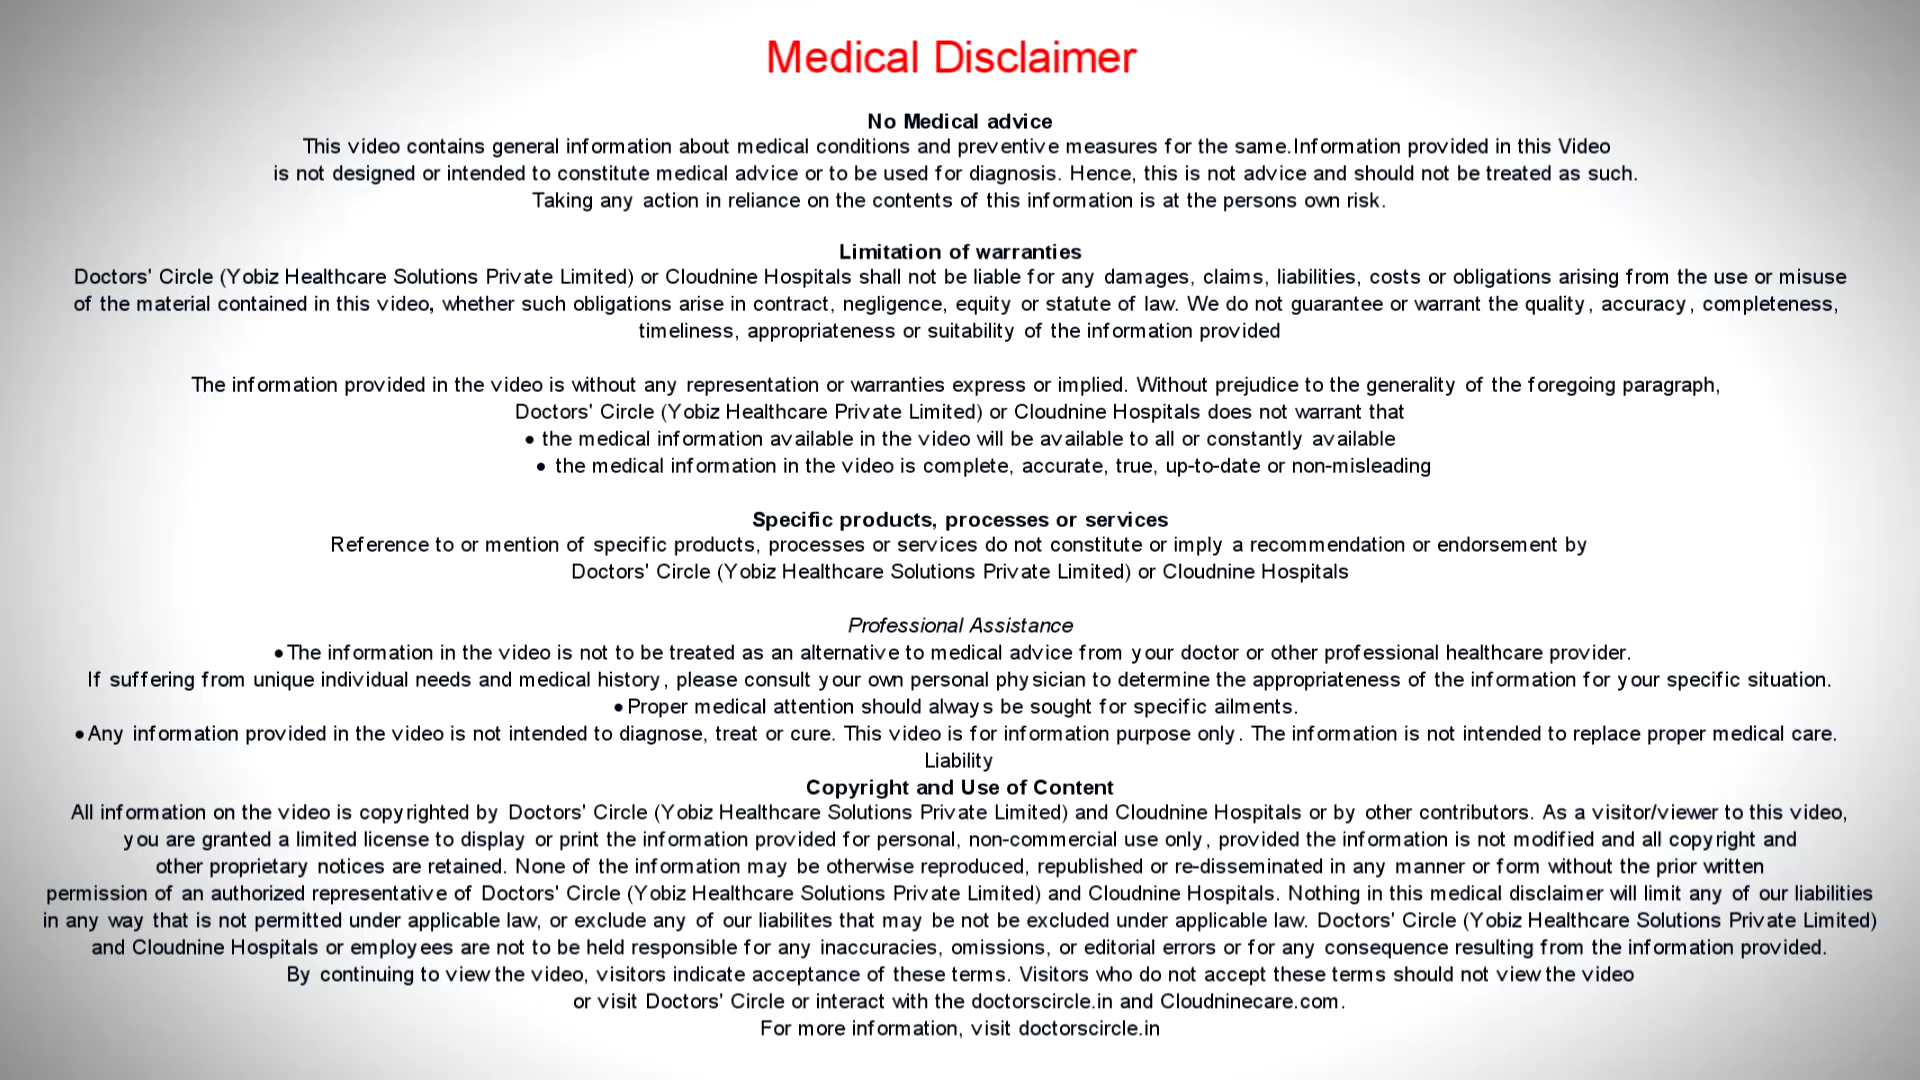 Medical Disclaimer
No Medical advice
This video contains general information about medical conditions and preventive measures for the same.Information provided in this Video
is not designed or intended to constitute medical advice or to be used for diagnosis. Hence, this is not advice and should not be treated as such.
Taking any action in reliance on the contents of this information is at the persons own risk.
Limitation of warranties
Doctors' Circle (Yobiz Healthcare Solutions Private Limited) or Cloudnine Hospitals shall not be liable for any damages, claims, liabilities, costs or obligations arising from the use or misuse
of the material contained in this video, whether such obligations arise in contract, negligence, equity or statute of law. We do not guarantee or warrant the quality, accuracy, completeness,
timeliness, appropriateness or suitability of the information provided
The information provided in the video is without any representation or warranties express or implied. Without prejudice to the generality of the foregoing paragraph,
Doctors' Circle (Yobiz Healthcare Private Limited) or Cloudnine Hospitals does not warrant that
• the medical information available in the video will be available to all or constantly available
• the medical information in the video is complete, accurate, true, up-to-date or non-misleading
Specific products, processes or services
Reference to or mention of specific products, processes or services do not constitute or imply a recommendation or endorsement by
Doctors' Circle (Yobiz Healthcare Solutions Private Limited) or Cloudnine Hospitals
Professional Assistance
•The information in the video is not to be treated as an alternative to medical advice from your doctor or other professional healthcare provider.
If suffering from unique individual needs and medical history, please consult your own personal physician to determine the appropriateness of the information for your specific situation.
•Proper medical attention should always be sought for specific ailments.
•Any information provided in the video is not intended to diagnose, treat or cure. This video is for information purpose only. The information is not intended to replace proper medical care.
Liability
Copyright and Use of Content
All information on the video is copyrighted by Doctors' Circle (Yobiz Healthcare Solutions Private Limited) and Cloudnine Hospitals or by other contributors. As a visitor/viewer to this video,
you are granted a limited license to display or print the information provided for personal, non-commercial use only, provided the information is not modified and all copyright and
other proprietary notices are retained. None of the information may be otherwise reproduced, republished or re-disseminated in any manner or form without the prior written
permission of an authorized representative of Doctors' Circle (Yobiz Healthcare Solutions Private Limited) and Cloudnine Hospitals. Nothing in this medical disclaimer will limit any of our liabilities
in any way that is not permitted under applicable law, or exclude any of our liabilites that may be not be excluded under applicable law. Doctors' Circle (Yobiz Healthcare Solutions Private Limited)
and Cloudnine Hospitals or employees are not to be held responsible for any inaccuracies, omissions, or editorial errors or for any consequence resulting from the information provided.
By continuing to view the video, visitors indicate acceptance of these terms. Visitors who do not accept these terms should not view the video
or visit Doctors' Circle or interact with the doctorscircle.in and Cloudninecare.com.
For more information, visit doctorscircle.in